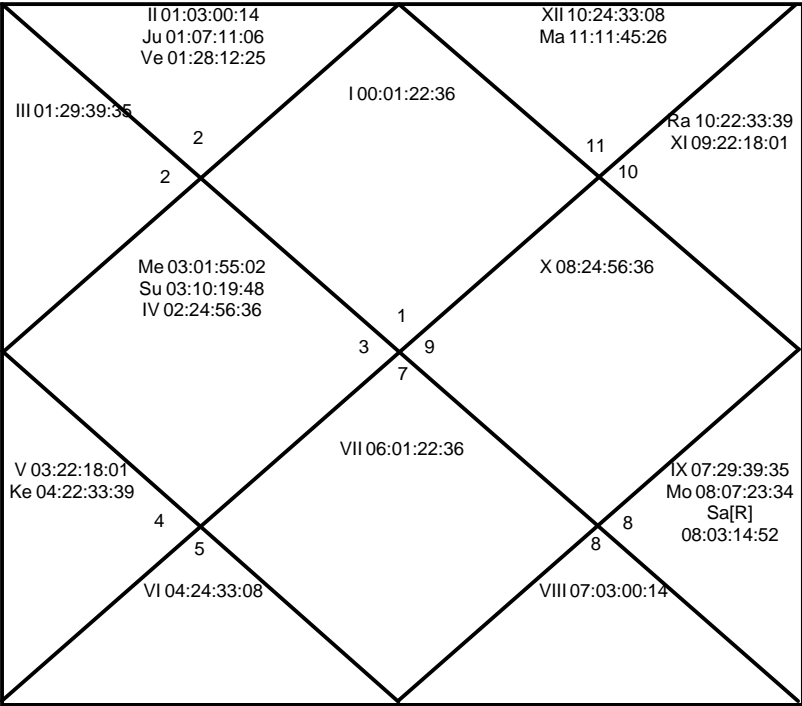 II 01:03:00:14
Ju 01:07:11:06
Ve 01:28:12:25
XII 10:24:33:08
Ma 11:11:45:26
I 00:01:22:36
III 01:29:39:35
Ra 10:22:33:39
XI 09:22:18:01
2
11
2
10
Me 03:01:55:02
Su 03:10:19:48
IV 02:24:56:36
X 08:24:56:36
1
3
9
7
VII 06:01:22:36
V 03:22:18:01
Ke 04:22:33:39
IX 07:29:39:35
Mo 08:07:23:34
Sa[R]
08:03:14:52
4
8
5
8
VI 04:24:33:08
VIII 07:03:00:14